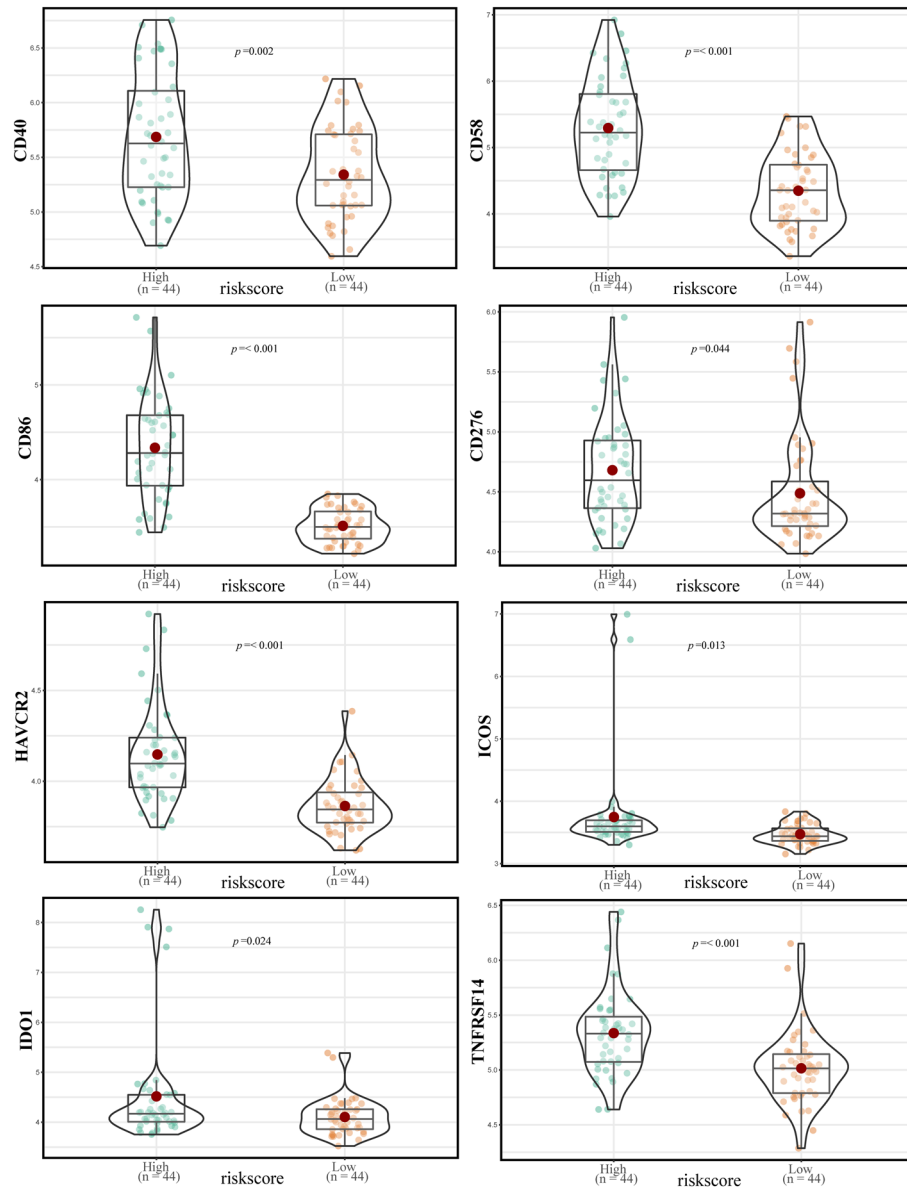 CD40
6.5
6.0
5.5
5.0
4.5
p=0.002
High
(n = 44)
Low
(n = 44)
riskscore
CD58
7
6
5
4
p=< 0.001
High
(n = 44)
Low
(n = 44)
riskscore
CD86
5
4
p=< 0.001
High
(n = 44)
Low
(n = 44)
riskscore
CD276
6.0
5.5
5.0
4.5
4.0
p=0.044
High
(n = 44)
Low
(n = 44)
riskscore
HAVCR2
4.5
4.0
p=< 0.001
High
(n = 44)
Low
(n = 44)
riskscore
ICOS
7
6
5
4
3
p=0.013
High
(n = 44)
Low
(n = 44)
riskscore
IDO1
8
7
6
5
4
p=0.024
High
(n = 44)
Low
(n = 44)
riskscore
TNFRSF14
6.5
6.0
5.5
5.0
4.5
p=< 0.001
High
(n = 44)
Low
(n = 44)
riskscore